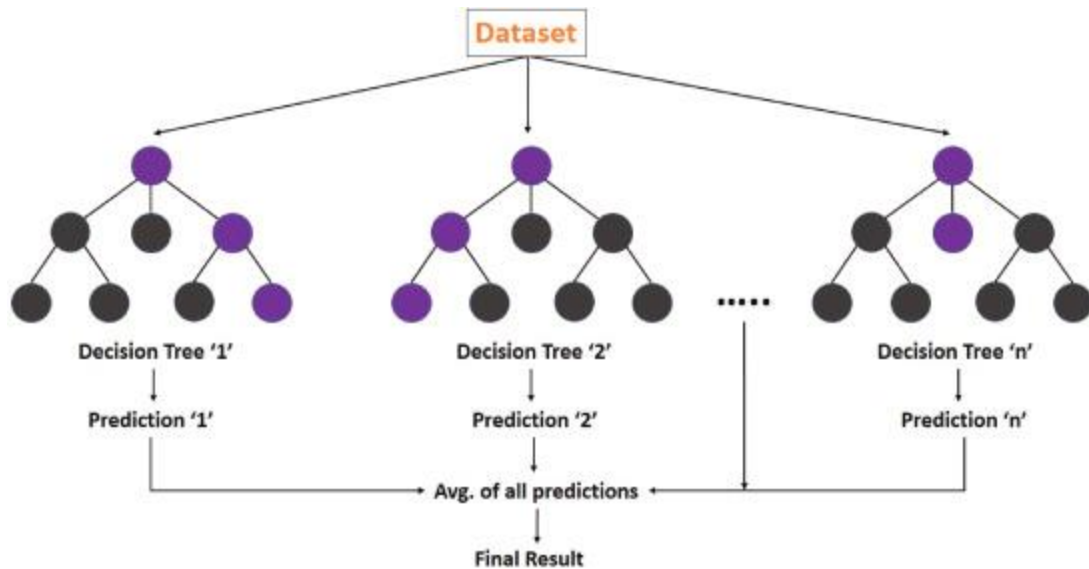 Dataset
.....
Decision Tree ‘1’
Decision Tree ‘2’
Decision Tree ‘n’
Prediction ‘1’
Prediction ‘2’
Prediction ‘n’
Avg. of all predictions
Final Result